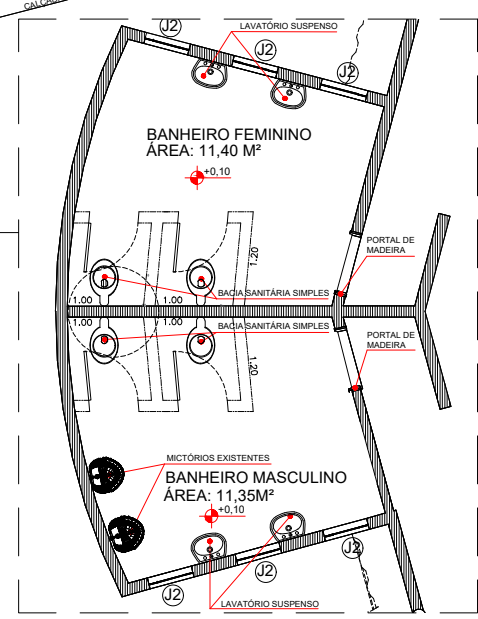 CALÇADA
LAVATÓRIO SUSPENSO
J2
J2
J2
BANHEIRO FEMININO
ÁREA: 11,40 M²
+0,10
1.20
PORTAL DE
MADEIRA
BACIA SANITÁRIA SIMPLES
1.00
1.00
1.00
1.00
BACIA SANITÁRIA SIMPLES
PORTAL DE
MADEIRA
1.20
MICTÓRIOS EXISTENTES
BANHEIRO MASCULINO
ÁREA: 11,35M²
+0,10
J2
J2
J2
LAVATÓRIO SUSPENSO